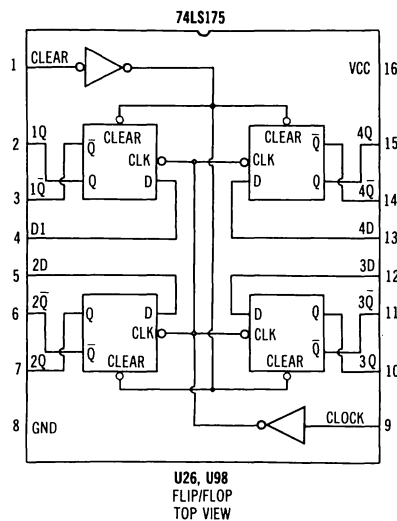 74LS175
1 CLEAR VCC 16
CLEAR CLEAR
2 1Q Q̅ CLK CLK Q̅ 4Q 15
3 1Q̅ Q D D Q 4Q̅ 14
4 D1 4D 13
5 2D 3D 12
6 2Q̅ Q D D Q 3Q̅ 11
CLK CLK
7 2Q Q̅ CLEAR CLEAR Q̅ 3Q 10
8 GND CLOCK 9
U26, U98
FLIP/FLOP
TOP VIEW